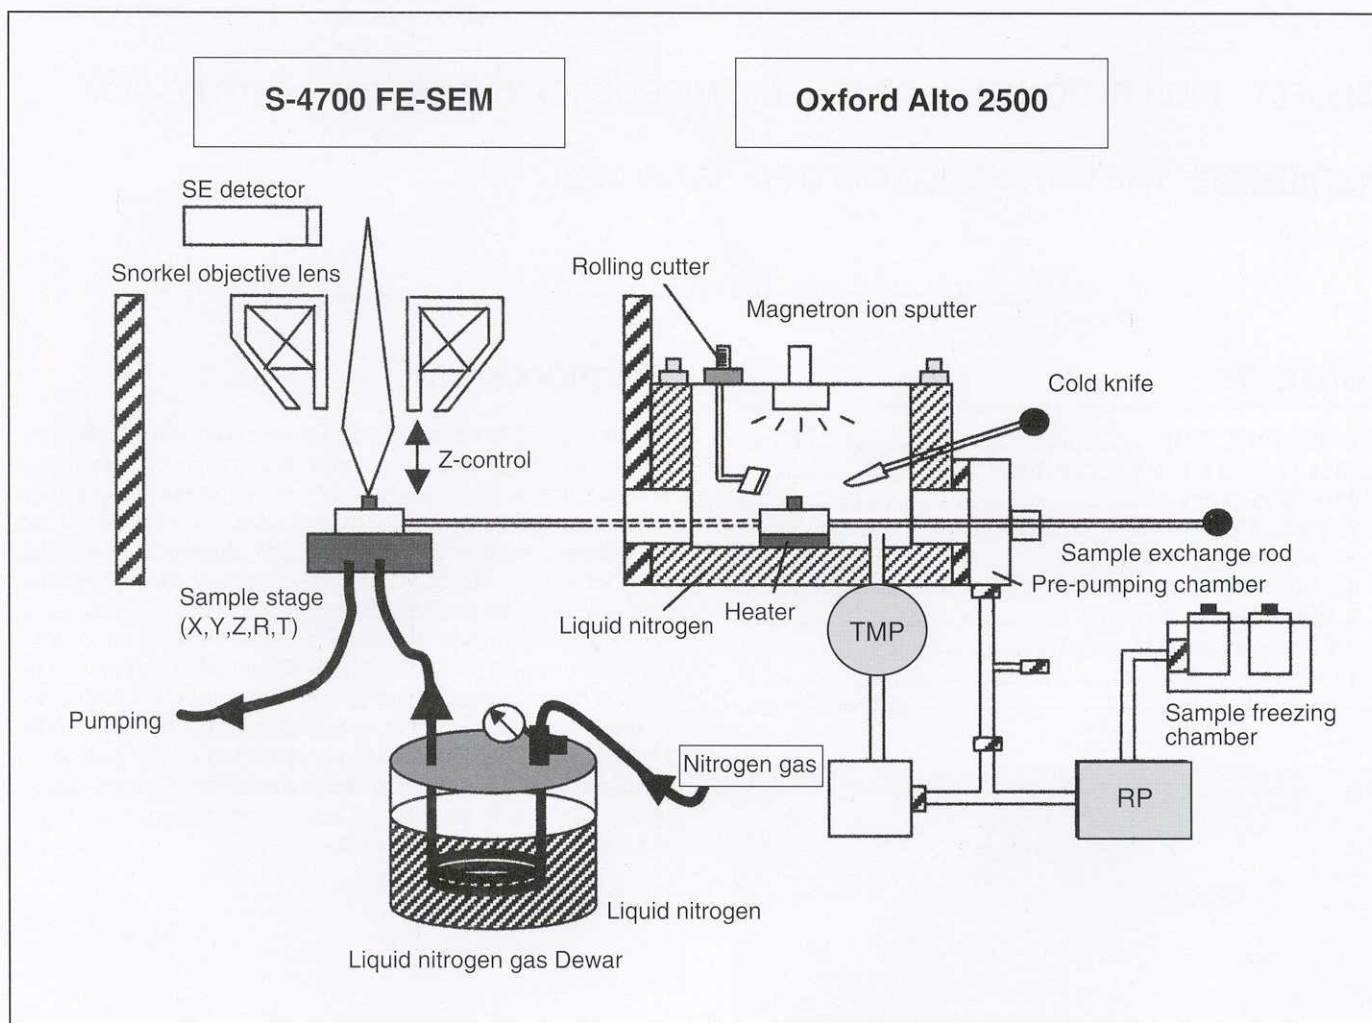 S-4700 FE-SEM
Oxford Alto 2500
SE detector
Snorkel objective lens
Rolling cutter
Magnetron ion sputter
Cold knife
Z-control
Sample exchange rod
Pre-pumping chamber
Sample stage
(X,Y,Z,R,T)
Liquid nitrogen
Heater
TMP
Pumping
Sample freezing
chamber
Nitrogen gas
RP
Liquid nitrogen
Liquid nitrogen gas Dewar